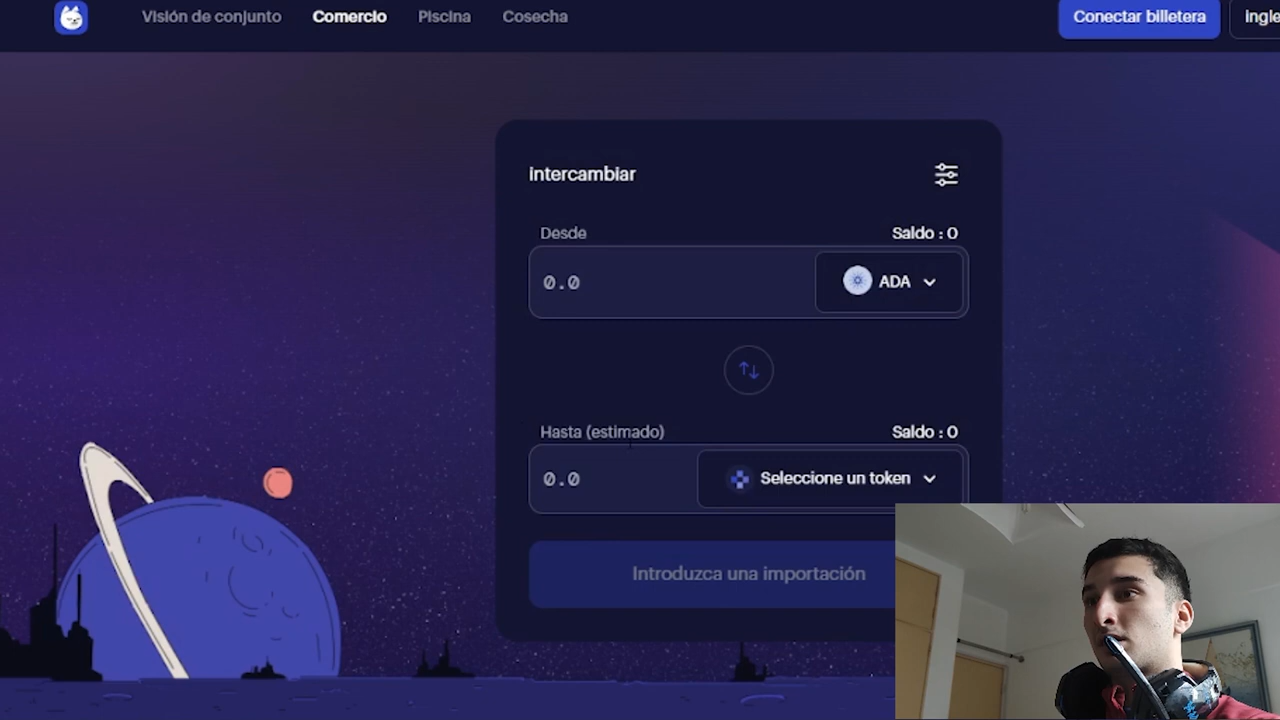 Visión de conjunto Comercio Piscina Cosecha Conectar billetera Ingle
intercambiar
Desde Saldo : 0
0.0 ADA
Hasta (estimado) Saldo : 0
0.0 Seleccione un token
Introduzca una importación